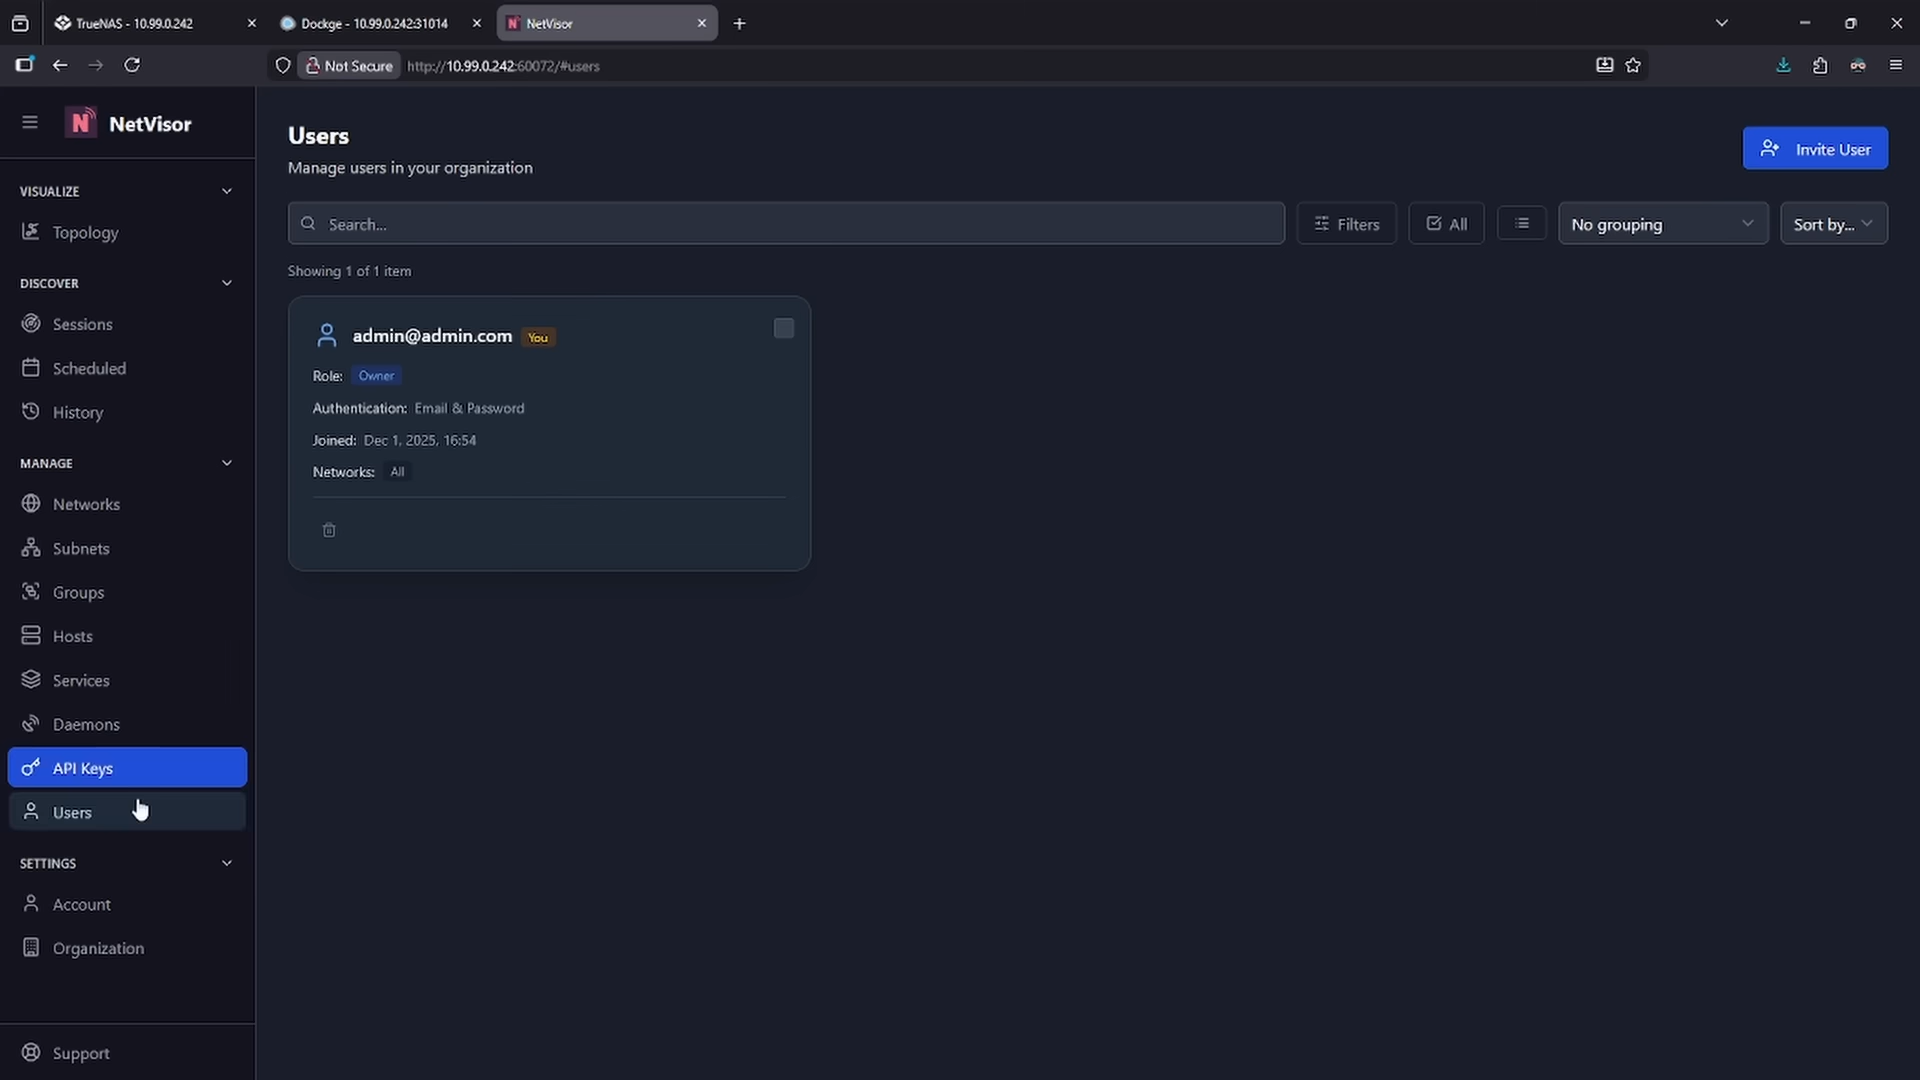 TrueNAS - 10.99.0.242
Dockge - 10.99.0.242:31014
NetVisor
Not Secure
http://10.99.0.242:60072/#users
NetVisor
VISUALIZE
Topology
DISCOVER
Sessions
Scheduled
History
MANAGE
Networks
Subnets
Groups
Hosts
Services
Daemons
API Keys
Users
SETTINGS
Account
Organization
Support
Users
Manage users in your organization
Invite User
Search...
Filters
All
No grouping
Sort by...
Showing 1 of 1 item
admin@admin.com You
Role: Owner
Authentication: Email & Password
Joined: Dec 1, 2025, 16:54
Networks: All